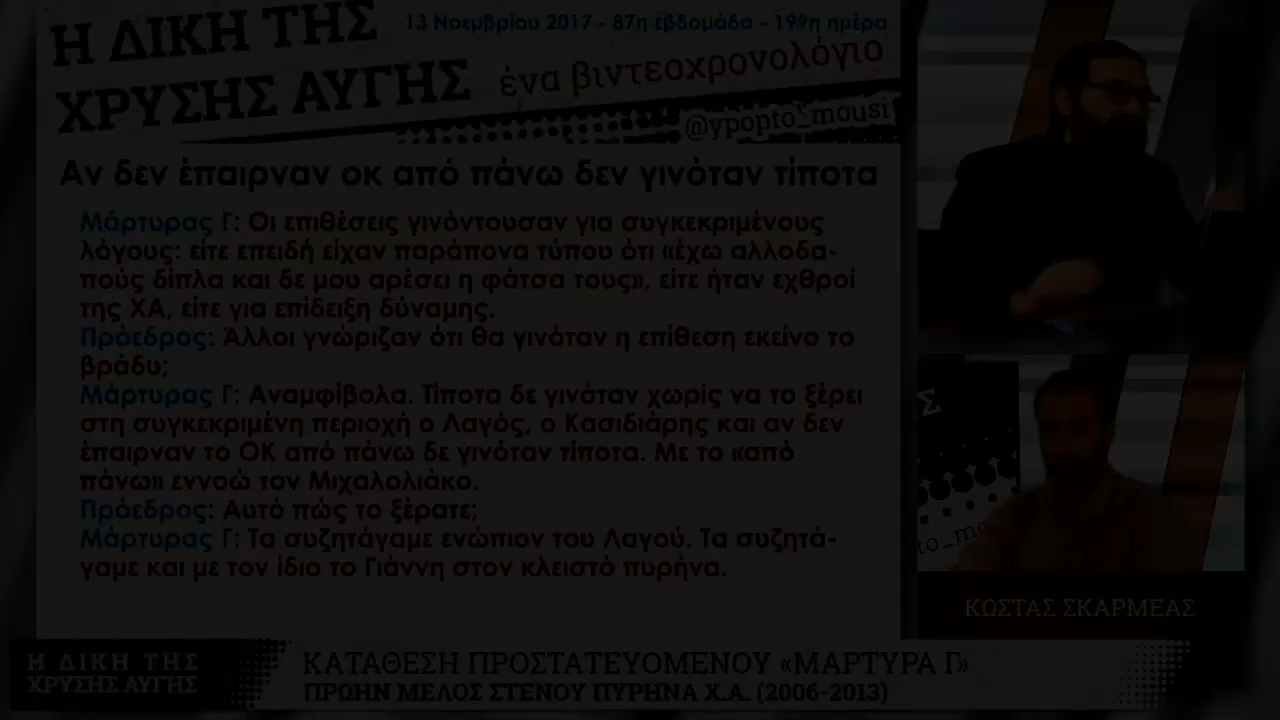 Η ΔΙΚΗ ΤΗΣ
ΧΡΥΣΗΣ ΑΥΓΗΣ
13 Νοεμβρίου 2017 - 87η εβδομάδα - 199η ημέρα
ένα βιντεοχρονολόγιο
@ypopto_mousi
Αν δεν έπαιρναν οκ από πάνω δεν γινόταν τίποτα
Μάρτυρας Γ: Οι επιθέσεις γινόντουσαν για συγκεκριμένους
λόγους: είτε επειδή είχαν παράπονα τύπου ότι «έχω αλλοδα-
πούς δίπλα και δε μου αρέσει η φάτσα τους», είτε ήταν εχθροί
της ΧΑ, είτε για επίδειξη δύναμης.
Πρόεδρος: Άλλοι γνώριζαν ότι θα γινόταν η επίθεση εκείνο το
βράδυ;
Μάρτυρας Γ: Αναμφίβολα. Τίποτα δε γινόταν χωρίς να το ξέρει
στη συγκεκριμένη περιοχή ο Λαγός, ο Κασιδιάρης και αν δεν
έπαιρναν το ΟΚ από πάνω δε γινόταν τίποτα. Με το «από
πάνω» εννοώ τον Μιχαλολιάκο.
Πρόεδρος: Αυτό πώς το ξέρατε;
Μάρτυρας Γ: Τα συζητάγαμε ενώπιον του Λαγού. Τα συζητά-
γαμε και με τον ίδιο το Γιάννη στον κλειστό πυρήνα.
Σ
to_mo
ΚΩΣΤΑΣ ΣΚΑΡΜΕΑΣ
Η ΔΙΚΗ ΤΗΣ
ΧΡΥΣΗΣ ΑΥΓΗΣ
ΚΑΤΑΘΕΣΗ ΠΡΟΣΤΑΤΕΥΟΜΕΝΟΥ «ΜΑΡΤΥΡΑ Γ»
ΠΡΩΗΝ ΜΕΛΟΣ ΣΤΕΝΟΥ ΠΥΡΗΝΑ Χ.Α. (2006-2013)